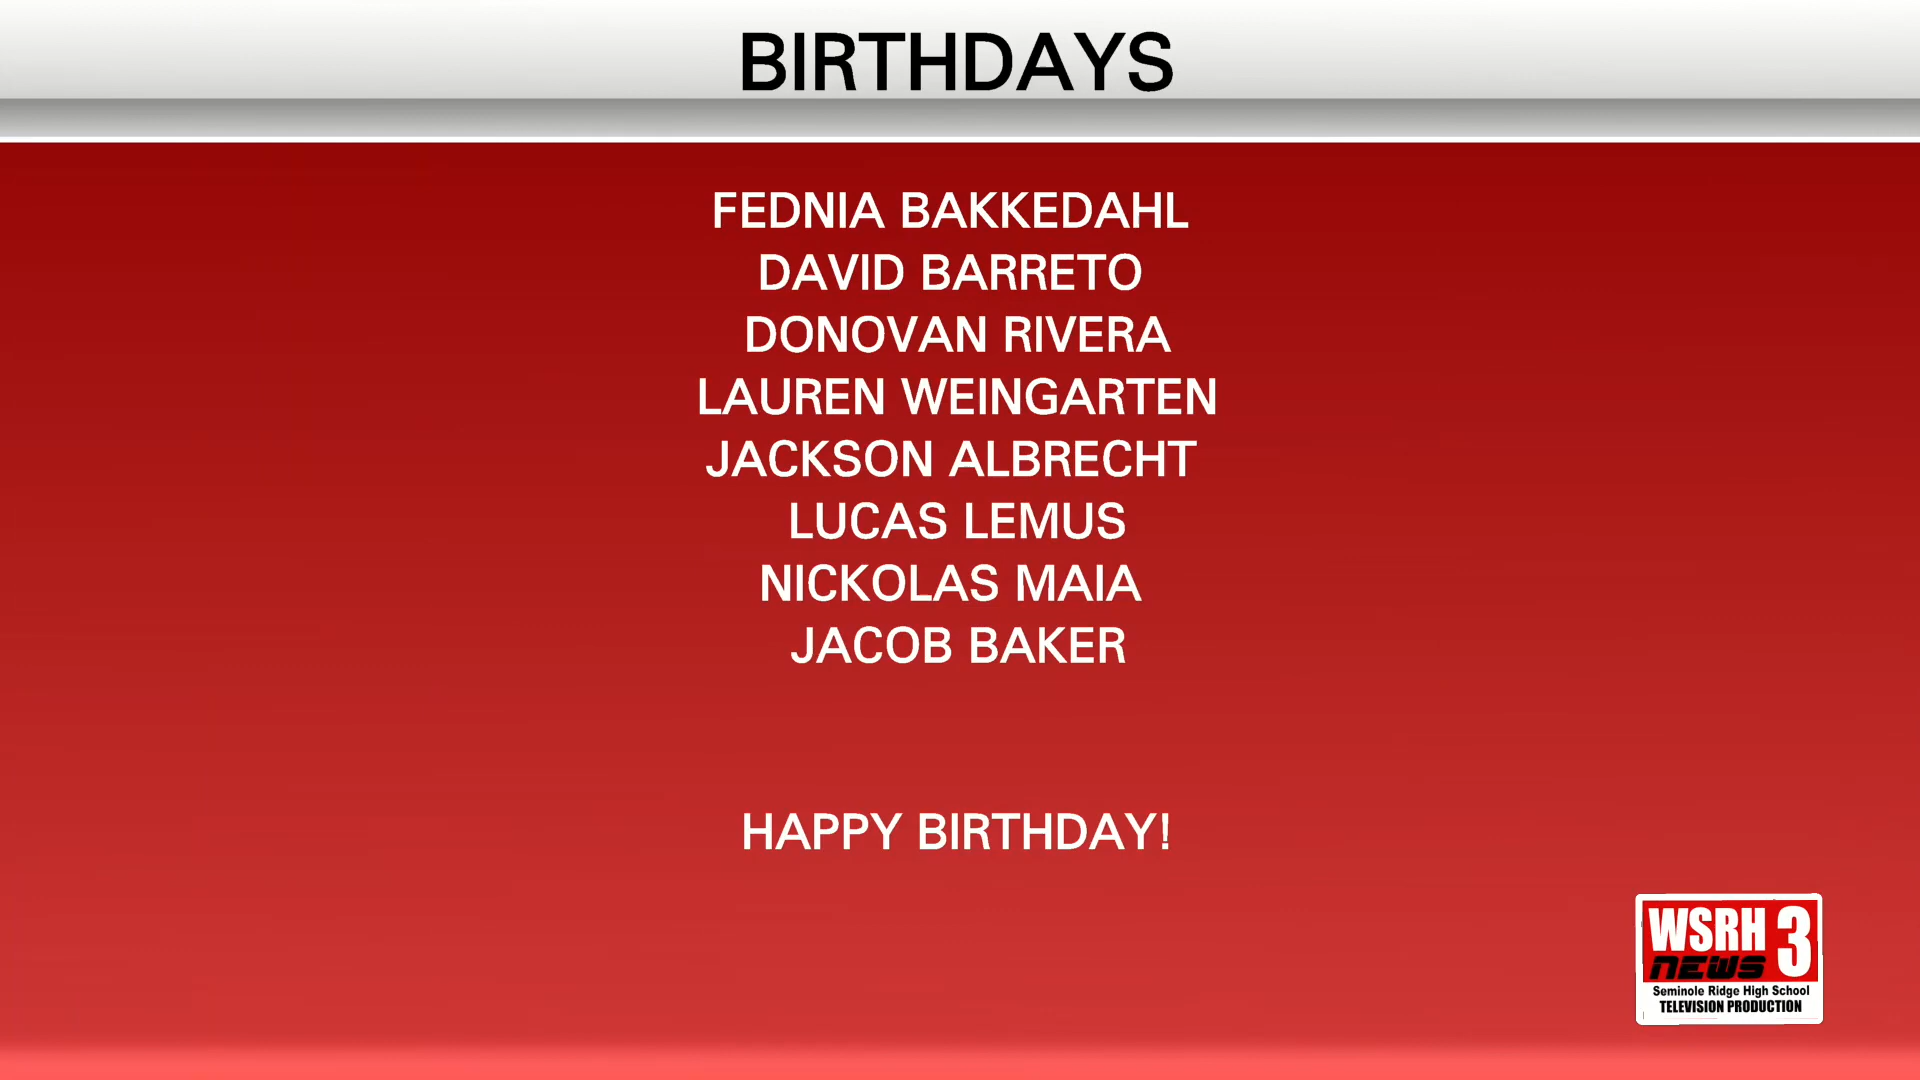 BIRTHDAYS
FEDNIA BAKKEDAHL
DAVID BARRETO
DONOVAN RIVERA
LAUREN WEINGARTEN
JACKSON ALBRECHT
LUCAS LEMUS
NICKOLAS MAIA
JACOB BAKER
HAPPY BIRTHDAY!
WSRH 3
NEWS
Seminole Ridge High School
TELEVISION PRODUCTION